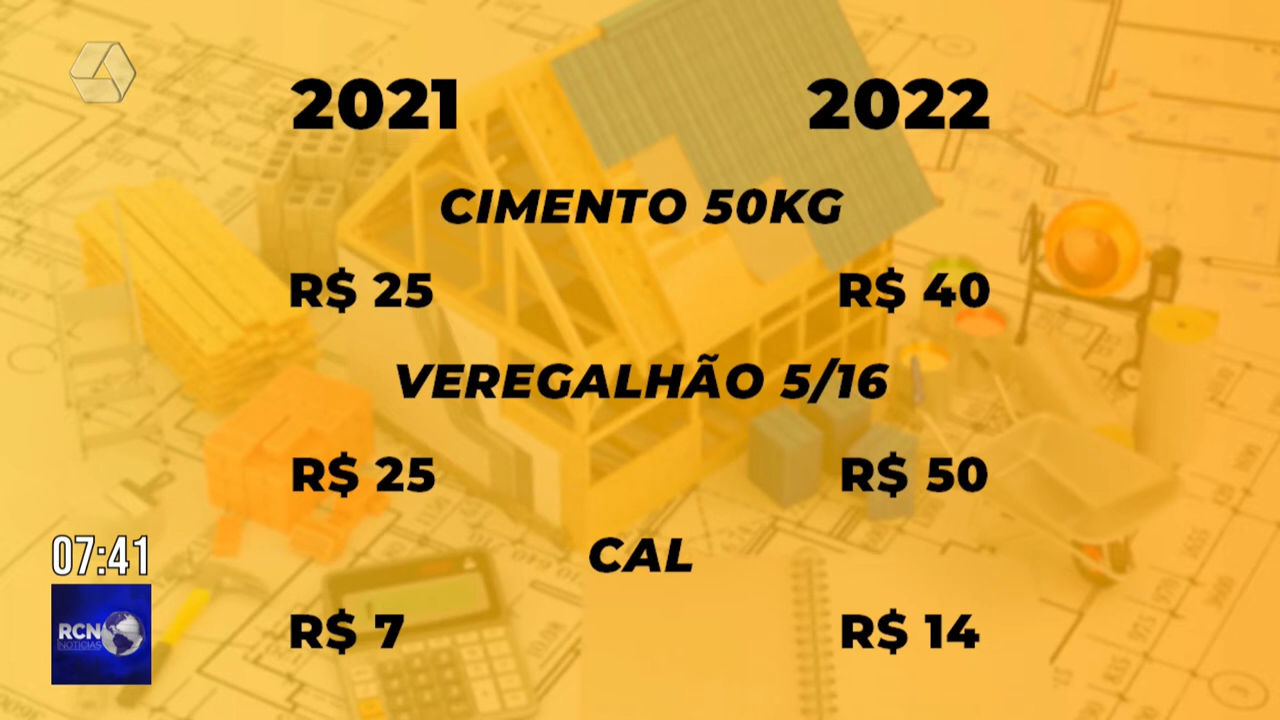 2021 2022
CIMENTO 50KG
R$ 25 R$ 40
VEREGALHÃO 5/16
R$ 25 R$ 50
CAL
07:41
R$ 7 R$ 14
RCN
NOTÍCIAS